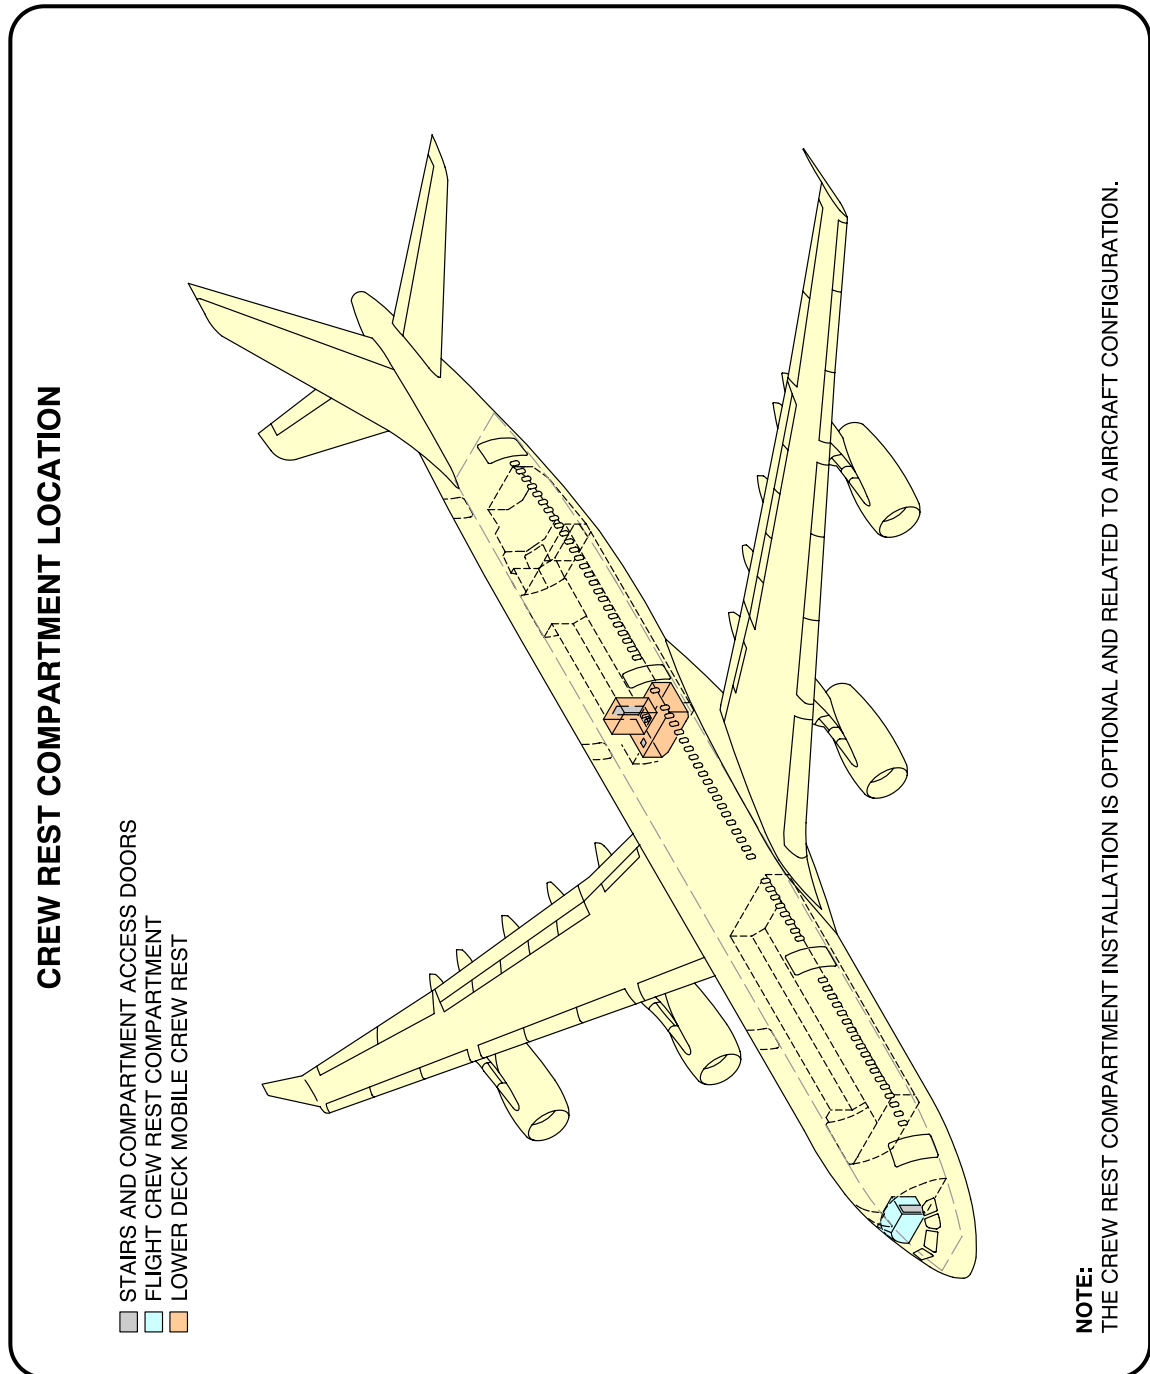 CREW REST COMPARTMENT LOCATION
STAIRS AND COMPARTMENT ACCESS DOORS
FLIGHT CREW REST COMPARTMENT
LOWER DECK MOBILE CREW REST
NOTE:
THE CREW REST COMPARTMENT INSTALLATION IS OPTIONAL AND RELATED TO AIRCRAFT CONFIGURATION.